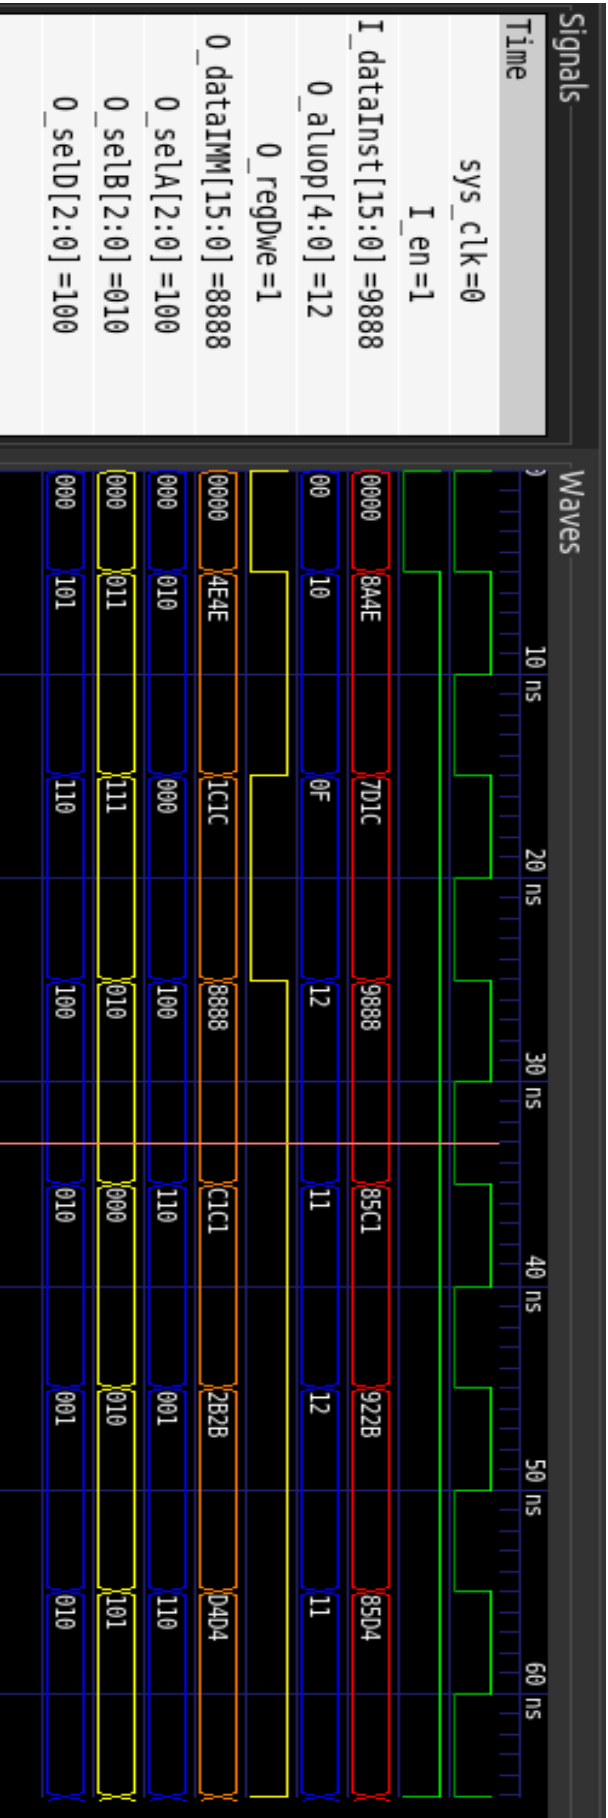 Signals
Time
sys_clk=0
I_en=1
I_dataInst[15:0]=9888
O_aluop[4:0]=12
O_regDwe=1
O_dataIMM[15:0]=8888
O_selA[2:0]=100
O_selB[2:0]=010
O_selD[2:0]=100
Waves
0 10 ns 20 ns 30 ns 40 ns 50 ns 60 ns
0000 8A4E 7D1C 9888 85C1 922B 85D4
00 10 0F 12 11 12 11
0000 4E4E 1C1C 8888 C1C1 2B2B D4D4
000 010 000 100 110 001 110
000 011 111 010 000 010 101
000 101 110 100 010 001 010